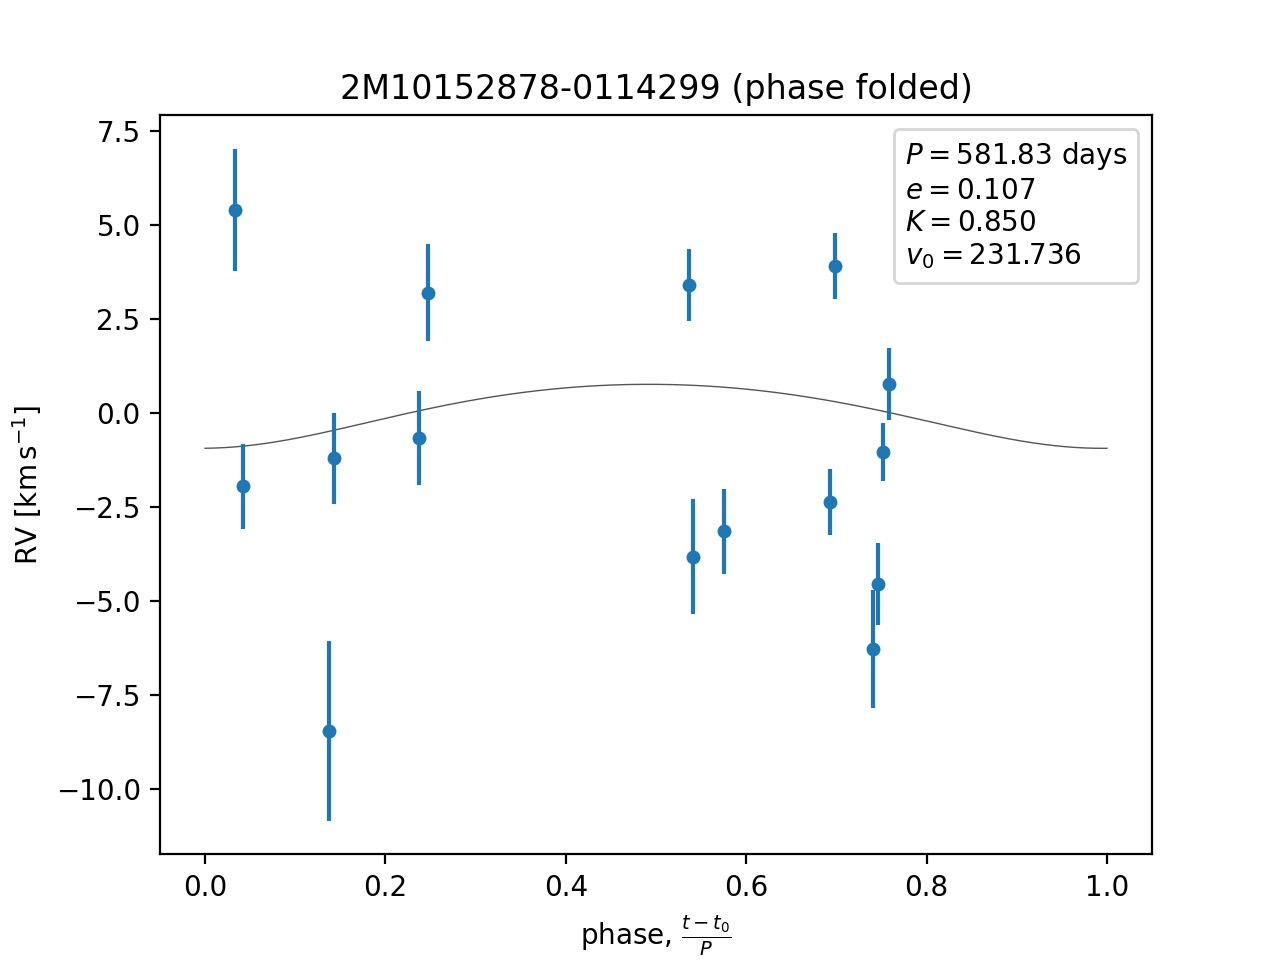 2M10152878-0114299 (phase folded)
P = 581.83 days
e = 0.107
K = 0.850
v₀ = 231.736
RV [km s⁻¹]
7.5
5.0
2.5
0.0
−2.5
−5.0
−7.5
−10.0
0.0 0.2 0.4 0.6 0.8 1.0
phase, (t − t₀)/P